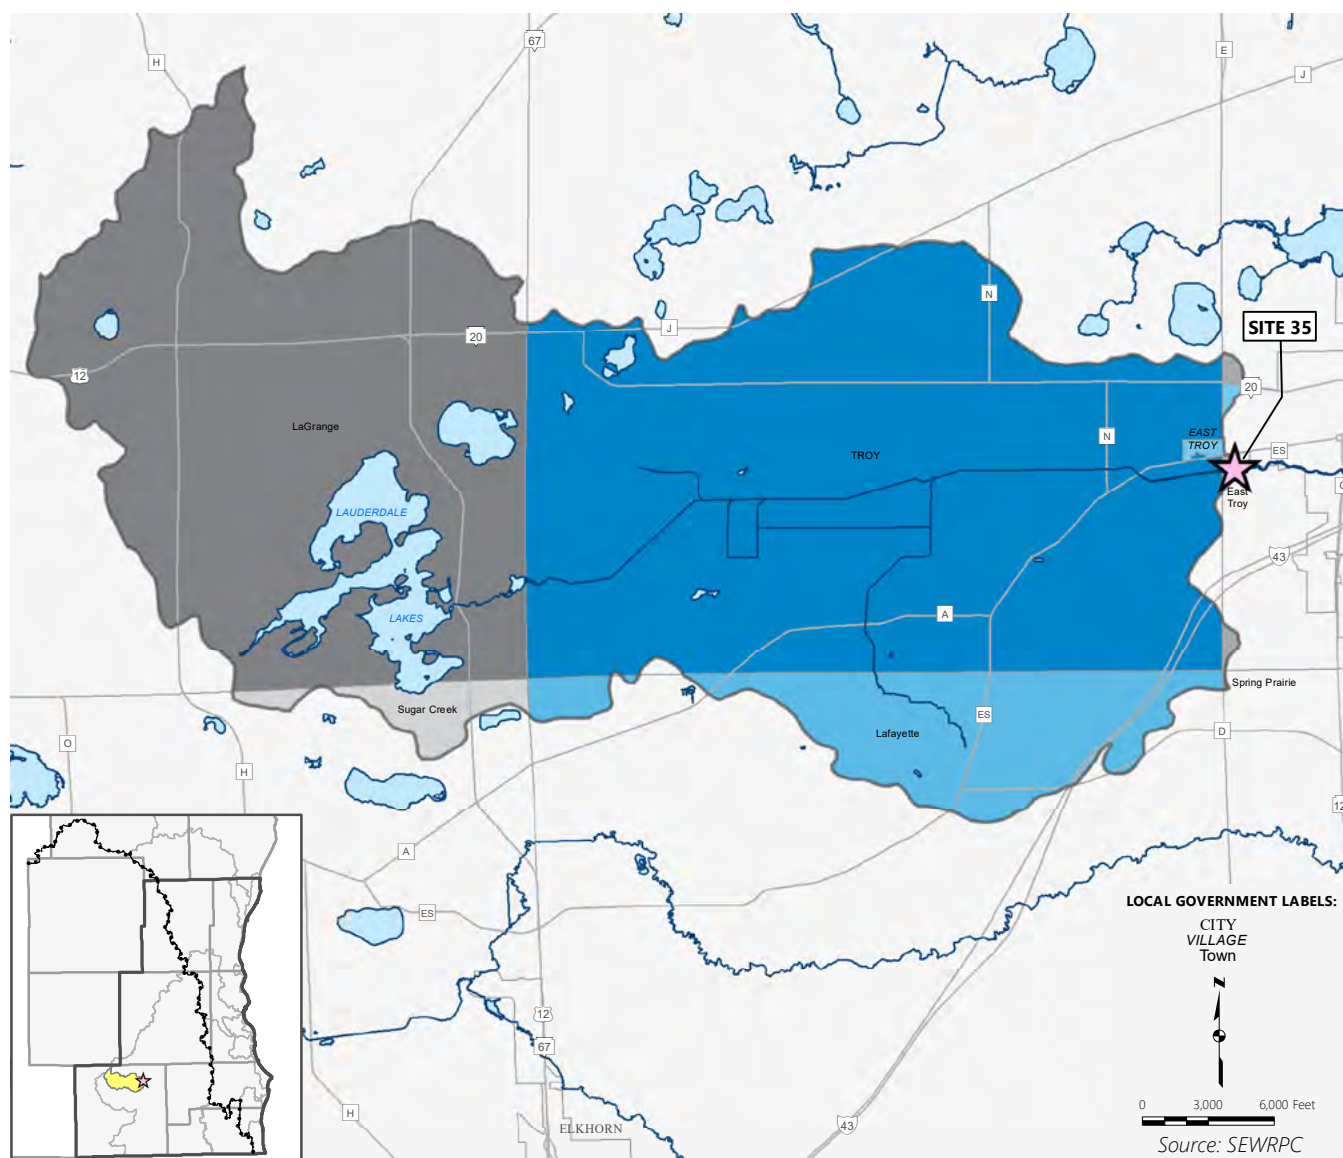 67
H
E
J
N
J
20
SITE 35
12
20
LaGrange
N
EAST
TROY
ES
TROY
LAUDERDALE
East
Troy
43
A
LAKES
Spring Prairie
Sugar Creek
ES
Lafayette
D
O
H
12
A
ES
LOCAL GOVERNMENT LABELS:
CITY
VILLAGE
Town
N
12
67
H
43
ELKHORN
0 3,000 6,000 Feet
Source: SEWRPC